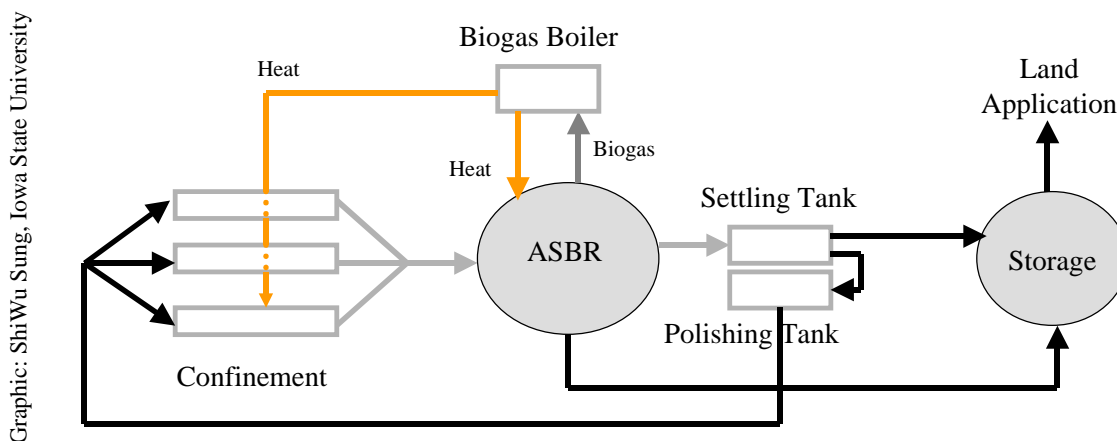 Graphic: ShiWu Sung, Iowa State University
Biogas Boiler
Heat
Land
Application
Biogas
Heat
Settling Tank
ASBR
Storage
Polishing Tank
Confinement